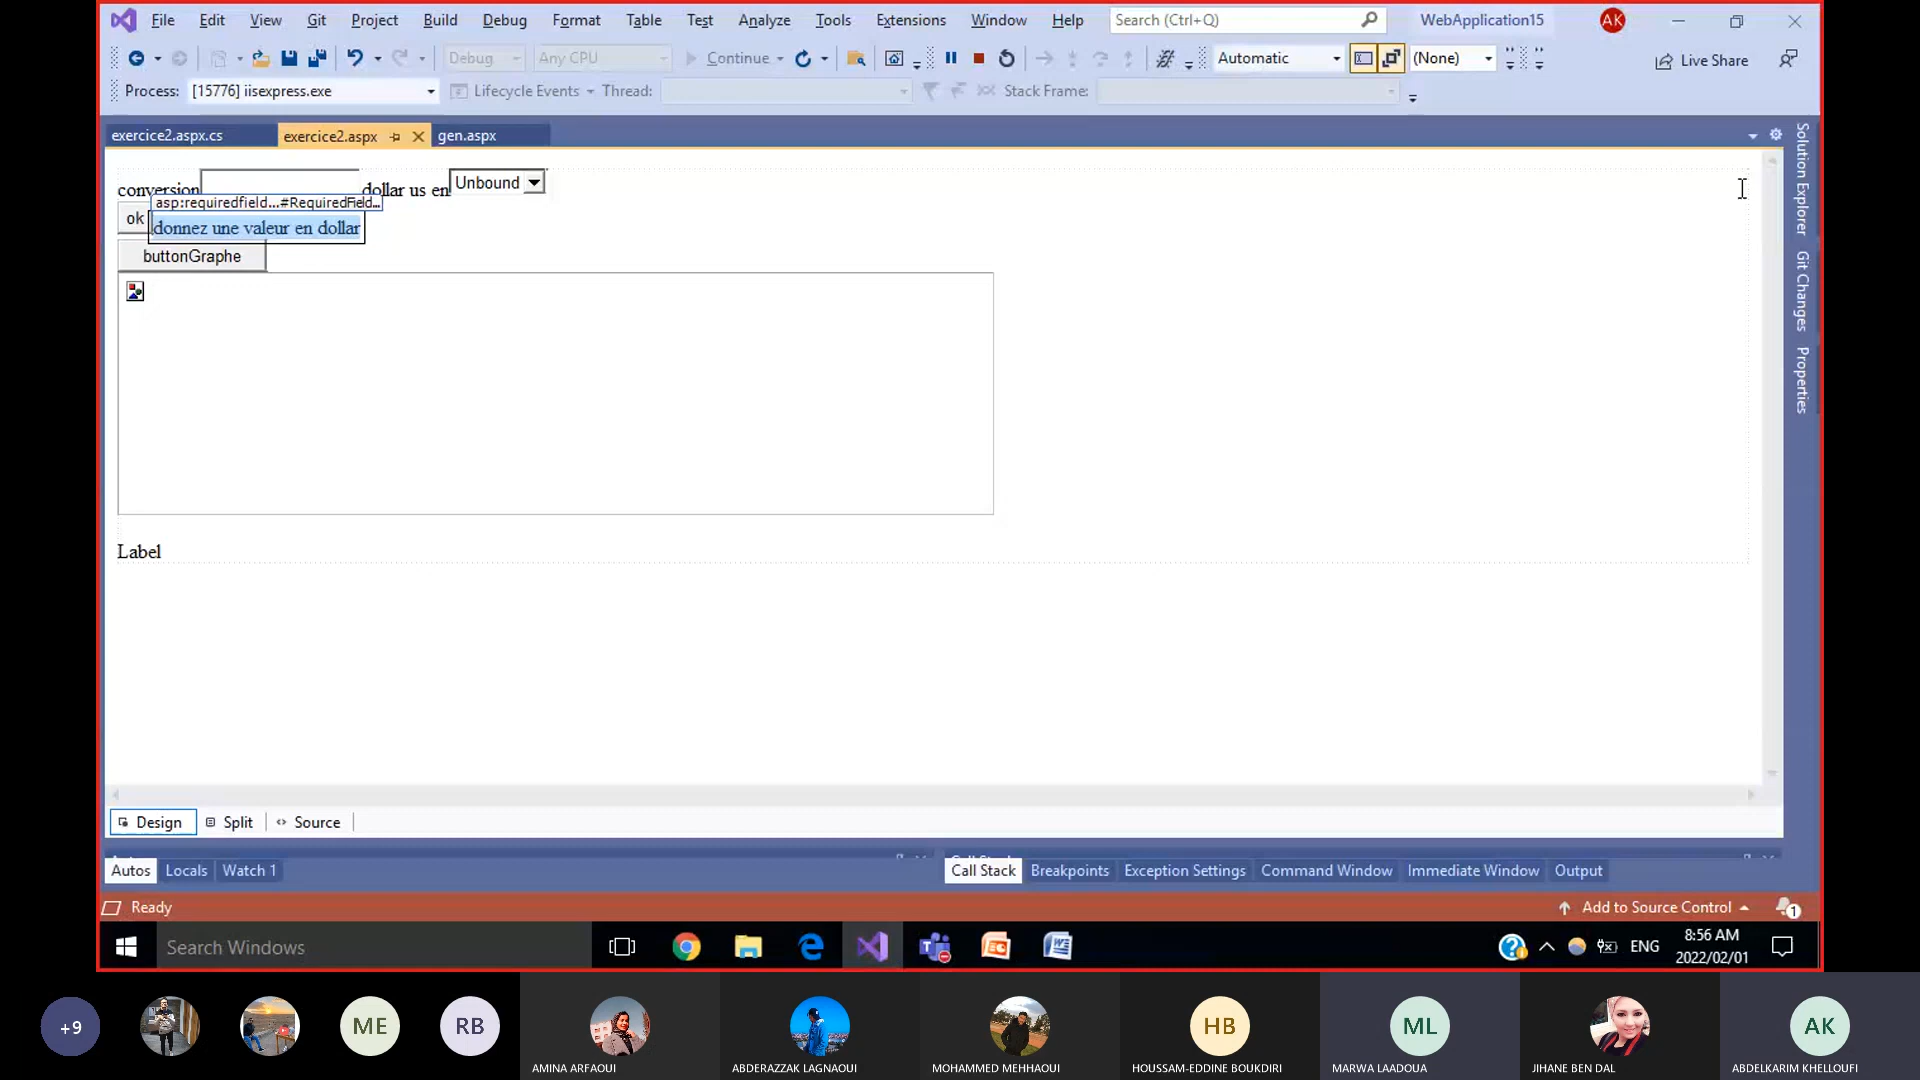 File Edit View Git Project Build Debug Format Table Test Analyze Tools Extensions Window Help Search (Ctrl+Q) WebApplication15 AK
Debug Any CPU Continue Automatic (None) Live Share
Process: [15776] iisexpress.exe Lifecycle Events Thread: Stack Frame:
exercice2.aspx.cs exercice2.aspx gen.aspx
conversion dollar us en Unbound
asp:requiredfield...#RequiredField...
ok donnez une valeur en dollar
buttonGraphe
Label
Solution Explorer
Git Changes
Properties
Design Split Source
Autos Locals Watch 1 Call Stack Breakpoints Exception Settings Command Window Immediate Window Output
Ready Add to Source Control 1
Search Windows ENG 8:56 AM
2022/02/01
+9 ME RB HB ML AK
AMINA ARFAOUI ABDERAZZAK LAGNAOUI MOHAMMED MEHHAOUI HOUSSAM-EDDINE BOUKDIRI MARWA LAADOUA JIHANE BEN DAL ABDELKARIM KHELLOUFI